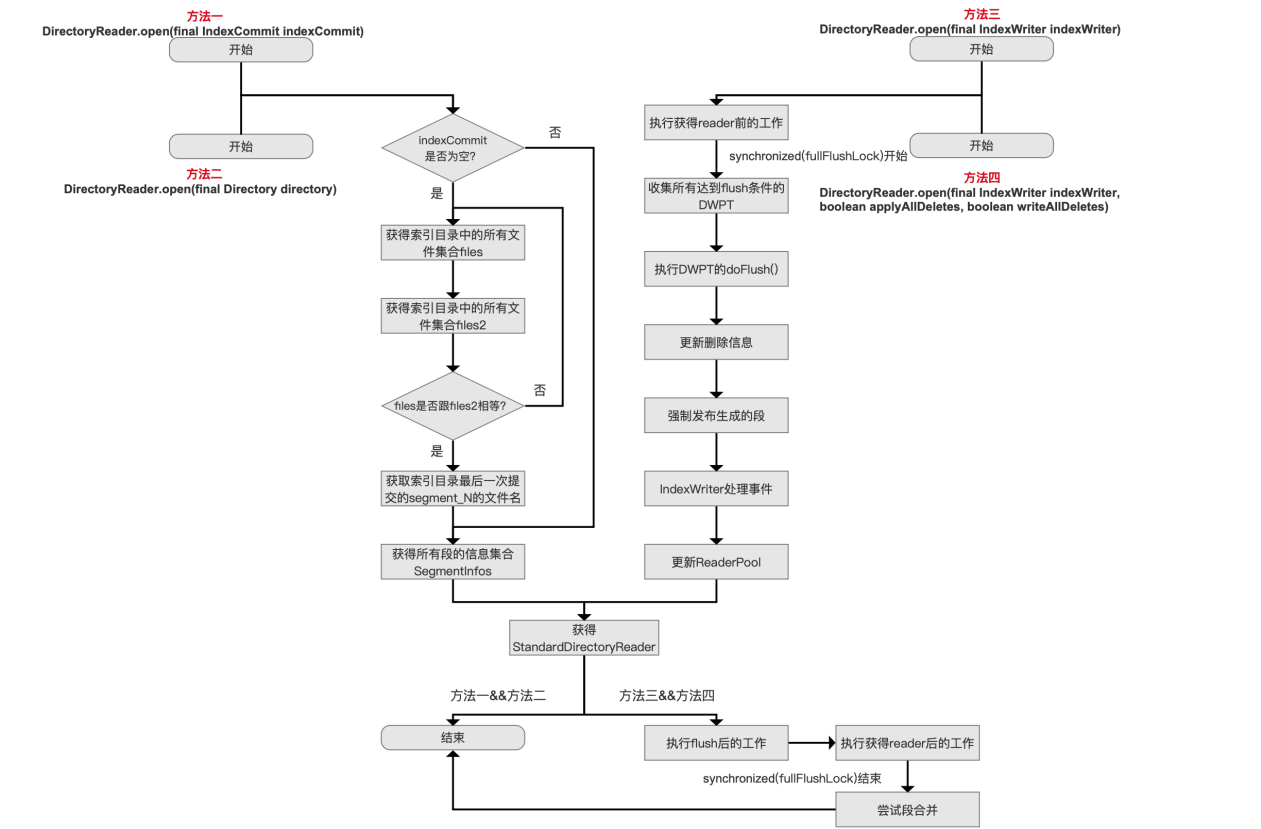 方法一
DirectoryReader.open(final IndexCommit indexCommit)
开始
开始
方法二
DirectoryReader.open(final Directory directory)
indexCommit
是否为空?
否
是
获得索引目录中的所有文
件集合files
获得索引目录中的所有文
件集合files2
files是否跟files2相等?
否
是
获取索引目录最后一次提
交的segment_N的文件名
获得所有段的信息集合
SegmentInfos
方法三
DirectoryReader.open(final IndexWriter indexWriter)
开始
开始
方法四
DirectoryReader.open(final IndexWriter indexWriter,
boolean applyAllDeletes, boolean writeAllDeletes)
执行获得reader前的工作
synchronized(fullFlushLock)开始
收集所有达到flush条件的
DWPT
执行DWPT的doFlush()
更新删除信息
强制发布生成的段
IndexWriter处理事件
更新ReaderPool
获得
StandardDirectoryReader
方法一&&方法二
方法三&&方法四
结束
执行flush后的工作
执行获得reader后的工作
synchronized(fullFlushLock)结束
尝试段合并